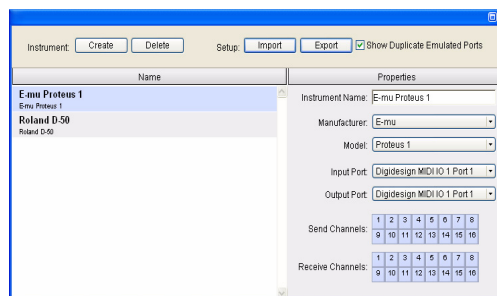 Instrument: Create Delete Setup: Import Export Show Duplicate Emulated Ports
Name
E-mu Proteus 1
E-mu Proteus 1
Roland D-50
Roland D-50
Properties
Instrument Name: E-mu Proteus 1
Manufacturer: E-mu
Model: Proteus 1
Input Port: Digidesign MIDI IO 1 Port 1
Output Port: Digidesign MIDI IO 1 Port 1
Send Channels:
1 2 3 4 5 6 7 8
9 10 11 12 13 14 15 16
Receive Channels:
1 2 3 4 5 6 7 8
9 10 11 12 13 14 15 16